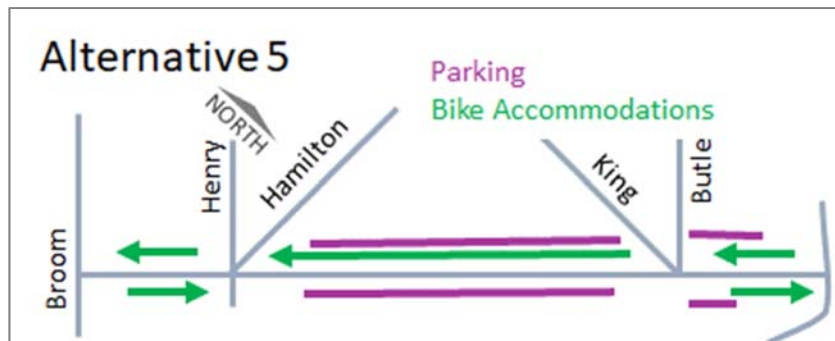 Alternative 5
Parking
Bike Accommodations
NORTH
Henry
Hamilton
King
Butle
Broom